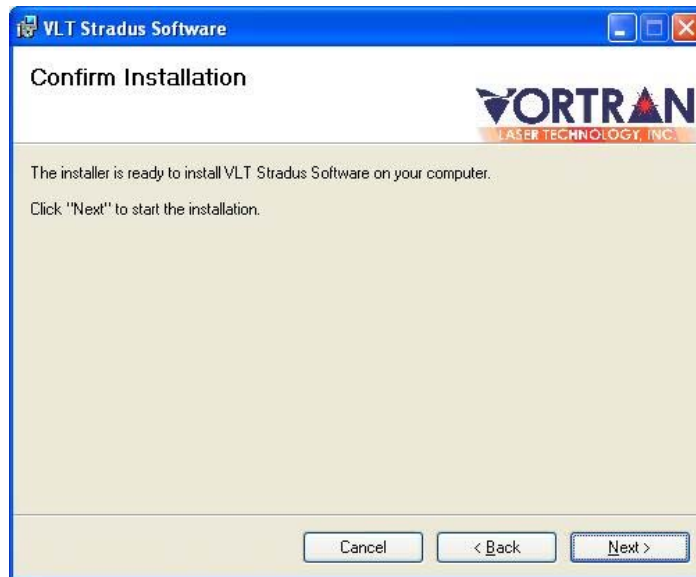 VLT Stradus Software
Confirm Installation
VORTRAN
LASER TECHNOLOGY, INC.
The installer is ready to install VLT Stradus Software on your computer.
Click "Next" to start the installation.
Cancel
< Back
Next >